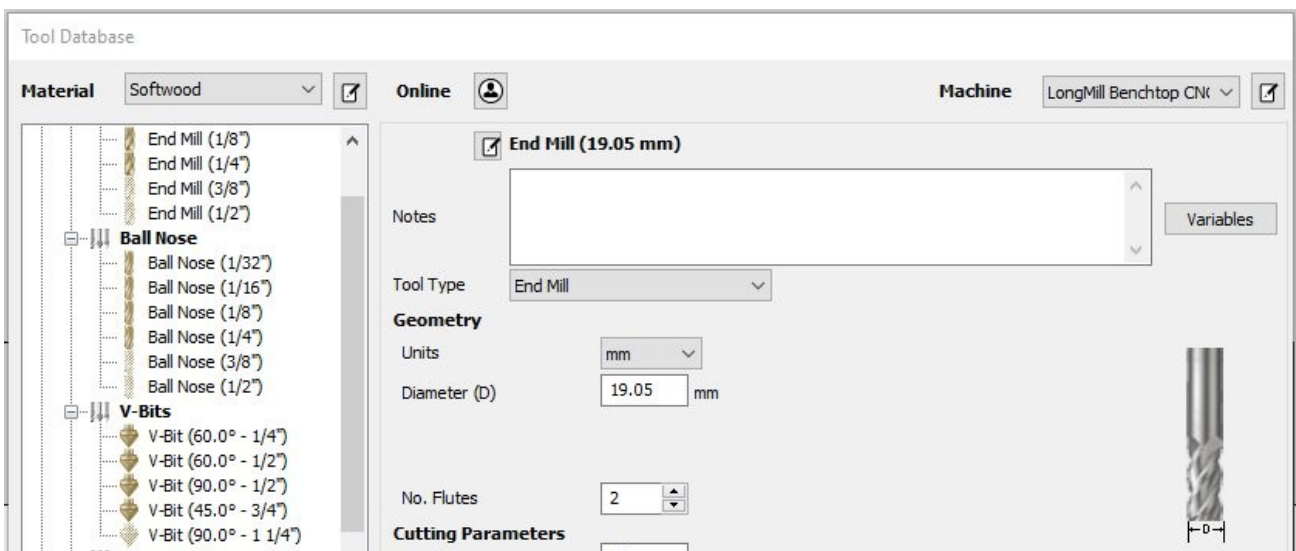 Tool Database
Material Softwood Online Machine LongMill Benchtop CN(
End Mill (1/8")
End Mill (1/4")
End Mill (3/8")
End Mill (1/2")
Ball Nose
Ball Nose (1/32")
Ball Nose (1/16")
Ball Nose (1/8")
Ball Nose (1/4")
Ball Nose (3/8")
Ball Nose (1/2")
V-Bits
V-Bit (60.0° - 1/4")
V-Bit (60.0° - 1/2")
V-Bit (90.0° - 1/2")
V-Bit (45.0° - 3/4")
V-Bit (90.0° - 1 1/4")
End Mill (19.05 mm)
Notes
Variables
Tool Type End Mill
Geometry
Units mm
Diameter (D) 19.05 mm
No. Flutes 2
Cutting Parameters
D